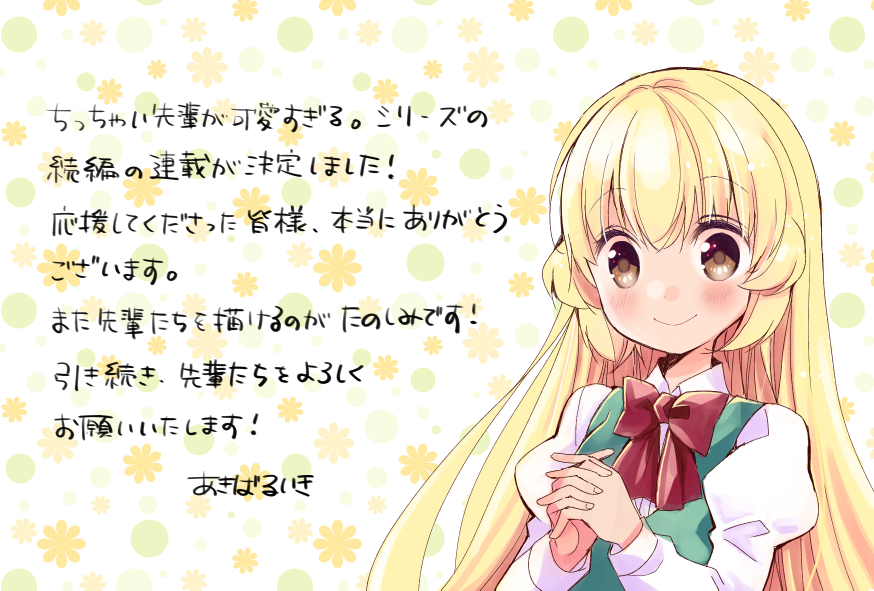 ちっちゃい先輩が可愛すぎる。シリーズの
続編の連載が決定しました！
応援してくださった皆様、本当にありがとう
ございます。
また先輩たちを描けるのがたのしみです！
引き続き、先輩たちをよろしく
お願いいたします！
あきばるいき